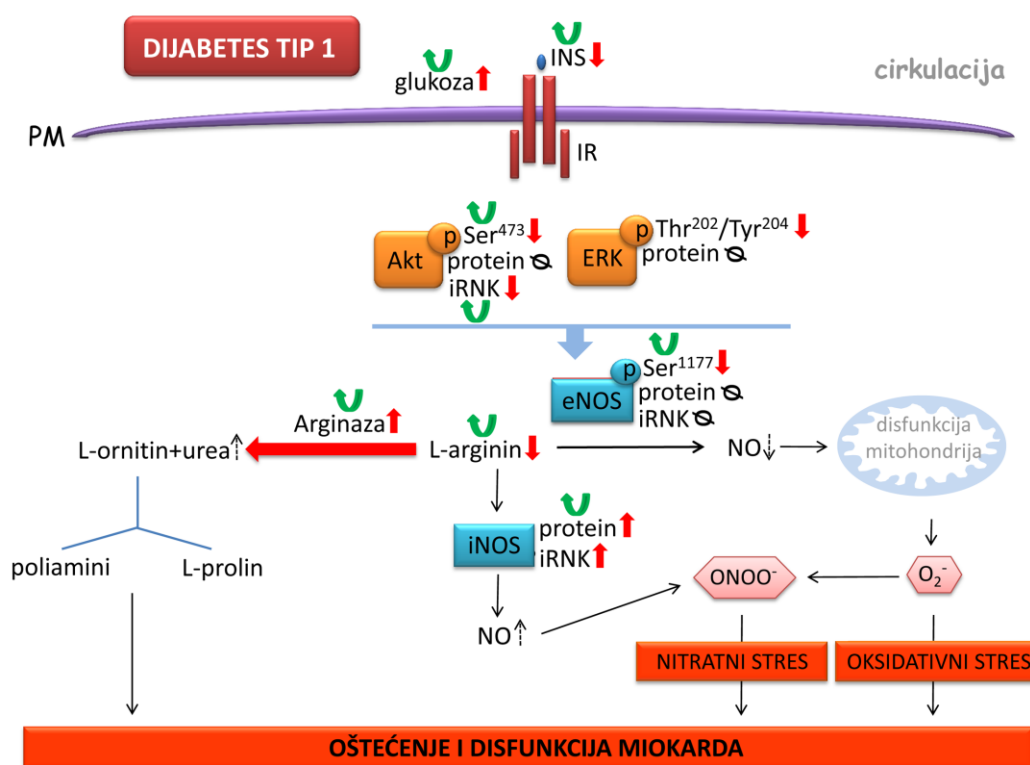 DIJABETES TIP 1
glukoza
INS
cirkulacija
PM
IR
Akt
p
Ser473
protein
iRNK
ERK
p
Thr202/Tyr204
protein
eNOS
p
Ser1177
protein
iRNK
Arginaza
L-ornitin+urea
L-arginin
NO
disfunkcija
mitohondrija
iNOS
protein
iRNK
poliamini
L-prolin
ONOO-
O2-
NO
NITRATNI STRES
OKSIDATIVNI STRES
OŠTEĆENJE I DISFUNKCIJA MIOKARDA